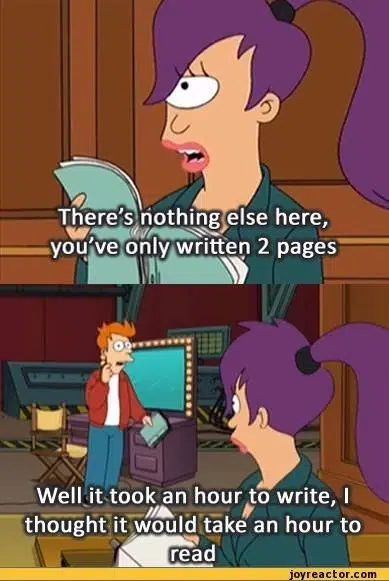 There's nothing else here,
you've only written 2 pages
Well it took an hour to write, I
thought it would take an hour to
read
joyreactor.com